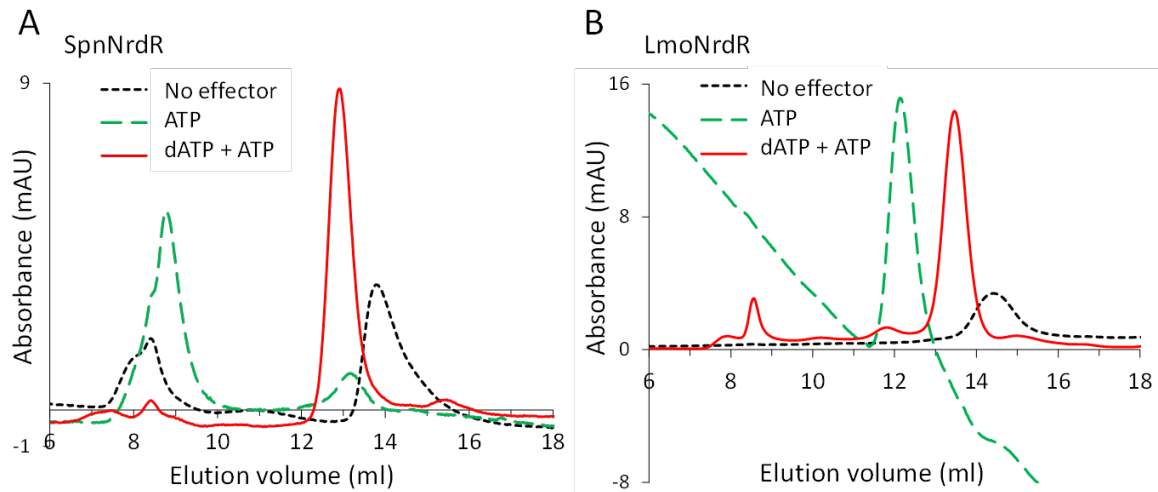 A
SpnNrdR
9
No effector
ATP
dATP + ATP
Absorbance (mAU)
-1
6 8 10 12 14 16 18
Elution volume (ml)
B
LmoNrdR
16
No effector
ATP
dATP + ATP
8
Absorbance (mAU)
0
6 8 10 12 14 16 18
Elution volume (ml)
-8